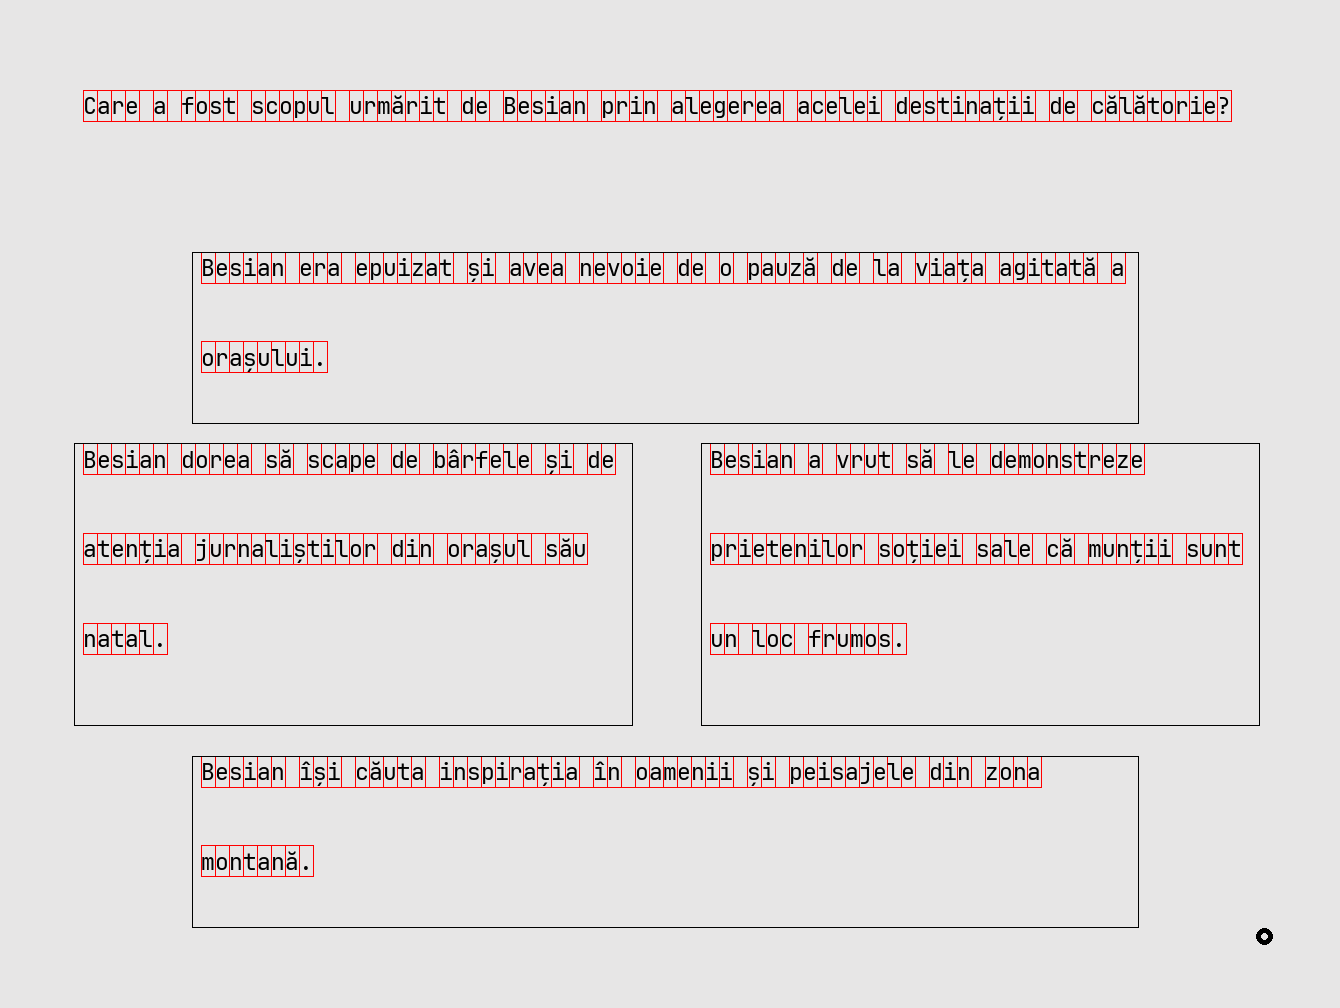 Care a fost scopul urmărit de Besian prin alegerea acelei destinații de călătorie?
Besian era epuizat și avea nevoie de o pauză de la viața agitată a
orașului.
Besian dorea să scape de bârfele și de
atenția jurnaliștilor din orașul său
natal.
Besian a vrut să le demonstreze
prietenilor soției sale că munții sunt
un loc frumos.
Besian își căuta inspirația în oamenii și peisajele din zona
montană.